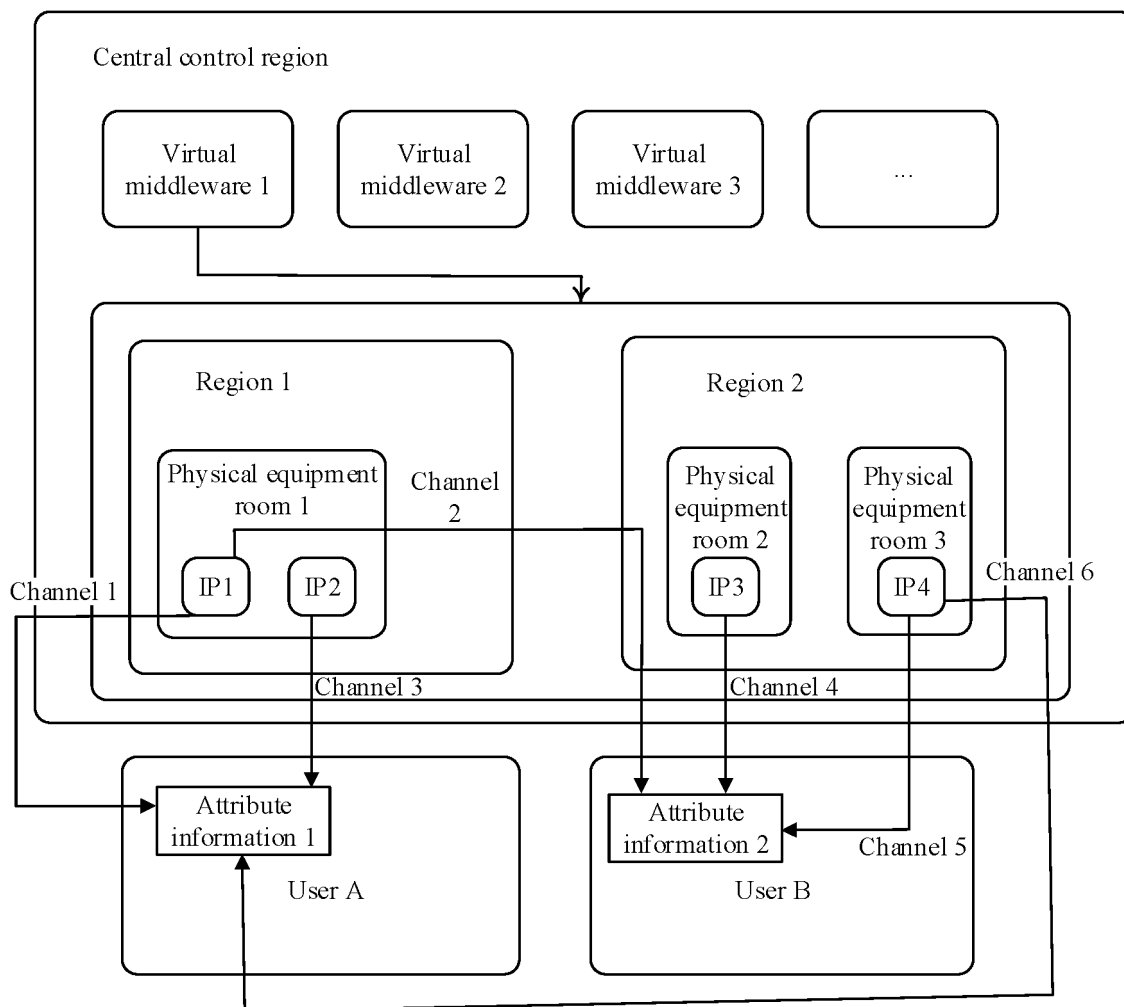 Central control region
Virtual
middleware 1
Virtual
middleware 2
Virtual
middleware 3
...
Region 1
Region 2
Physical equipment
room 1
Channel
2
Physical
equipment
room 2
Physical
equipment
room 3
Channel 1
IP1
IP2
IP3
IP4
Channel 6
Channel 3
Channel 4
Attribute
information 1
Attribute
information 2
Channel 5
User A
User B